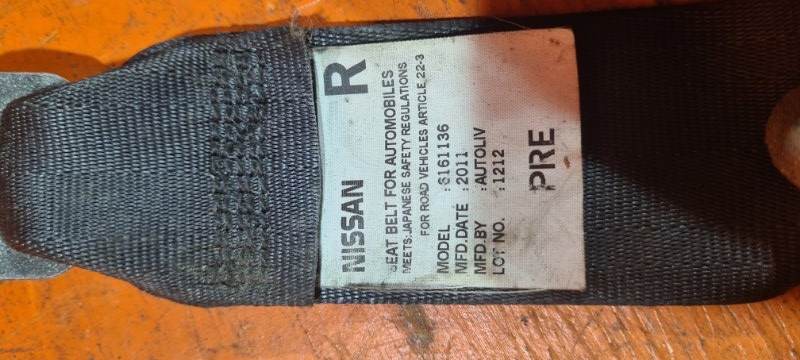 NISSAN R
SEAT BELT FOR AUTOMOBILES
MEETS:JAPANESE SAFETY REGULATIONS
FOR ROAD VEHICLES ARTICLE 22-3
MODEL :S161136
MFD.DATE :2011
MFD.BY :AUTOLIV
LOT NO. :1212
PRE